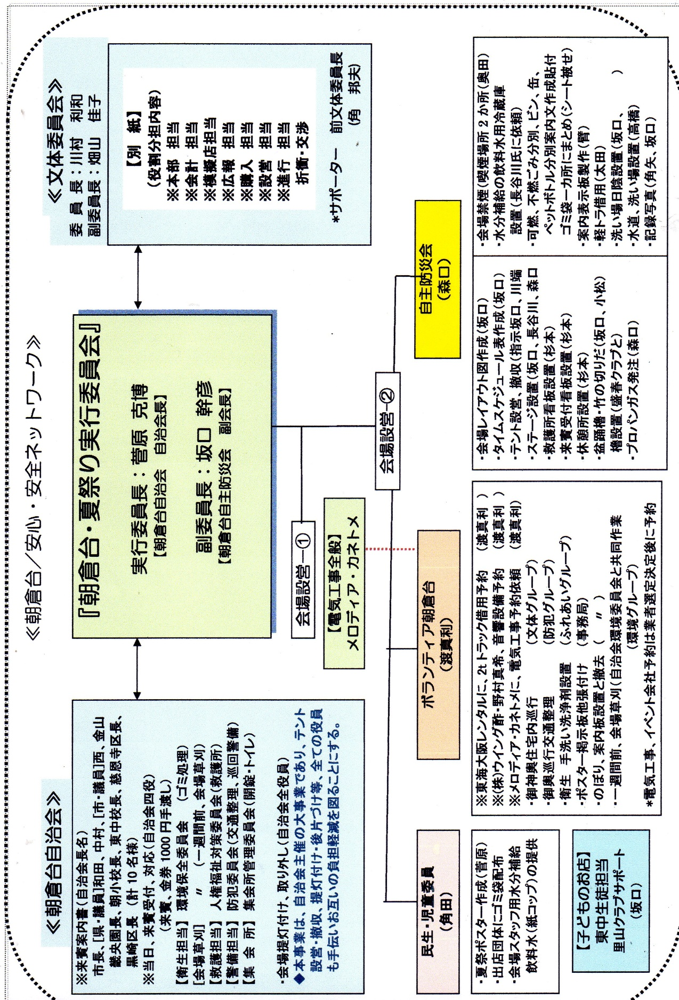 ≪朝倉台／安心・安全ネットワーク≫
≪朝倉台自治会≫
※来賓案内書(自治会長名)
市長、[県・議員]和田、中村、[市・議員]西、金山
畿央園長、朝小校長、東中校長、慈恩寺区長、
黒崎区長 (計10名様)
※当日、来賓受付、対応(自治会四役)
(来賓、金券1000円手渡し)
【衛生担当】 環境保全委員会 (ゴミ処理)
[会場草刈] 〃 (一週間前、会場草刈)
【救護担当】 人権福祉対策委員会(救護所)
【警備担当】 防犯委員会(交通整理、巡回警備)
【集 会 所】 集会所管理委員会(開錠・トイレ)
・会場提灯付け、取り外し(自治会全役員)
◆本事業は、自治会主催の大事業であり、テント
設営・撤収、提灯付け・後片づけ等、全ての役員
も手伝いお互いの負担軽減を図ることにする。
『朝倉台・夏祭り実行委員会』
実行委員長：菅原 克博
【朝倉台自治会 自治会長】
副委員長：坂口 幹彦
【朝倉台自主防災会 副会長】
≪文体委員会≫
委 員 長：川村 利和
副委員長：畑山 佳子
【別 紙】
(役割分担内容)
※本部 担当
※会計 担当
※模擬店担当
※広報 担当
※購入 担当
※設営 担当
※進行 担当
折衝・交渉
*サポーター 前文体委員長
(角 邦夫)
会場設営―①
【電気工事全般】
メロディア・カネトメ
会場設営―②
民生・児童委員
(角田)
ボランティア朝倉台
(渡真利)
自主防災会
(森口)
・夏祭ポスター作成(菅原)
・出店団体にゴミ袋配布
・会場スタッフ用水分補給
飲料水(紙コップ)の提供
【子どものお店】
東中生徒担当
里山クラブサポート
(坂口)
※東海大阪レンタルに、2tトラック借用予約 (渡真利 )
※(株)ウイング酢・野村真希、音響設備予約 (渡真利 )
※メロディア・カネトメに、電気工事予約依頼 (渡真利)
・御神輿住宅内巡行 (文体グループ)
・御輿巡行交通整理 (防犯グループ)
・衛生 手洗い洗浄剤設置 (ふれあいグループ)
・ポスター掲示板他張付け (事務局)
・のぼり、案内板設置と撤去 ( 〃 )
・一週間前、会場草刈(自治会環境委員会と共同作業
(環境グループ)
*電気工事、イベント会社予約は業者選定決定後に予約
・会場レイアウト図作成(坂口)
・タイムスケジュール表作成(坂口)
・テント設営、撤収(指示坂口、川端
・ステージ設置(坂口、長谷川、森口
・救護所看板設置(杉本)
・来賓受付看板設置(杉本)
・休憩所設置(杉本)
・盆踊櫓・竹の切りだ(坂口、小松)
櫓設置(盛春クラブと)
・プロパンガス発注(森口)
・会場禁煙(喫煙場所2か所(奥田)
・水分補給の飲料水用冷蔵庫
設置(長谷川氏に依頼)
・可燃、不燃ごみ分別、ビン、缶、
ペットボトル分別案内文作成貼付
ゴミ袋一カ所にまとめ(シート被せ)
・案内表示板製作(臂)
・軽トラ借用(太田)
・洗い場日陰設置(坂口、 )
・水道、洗い場設置(高橋)
・記録写真(角矢、坂口)